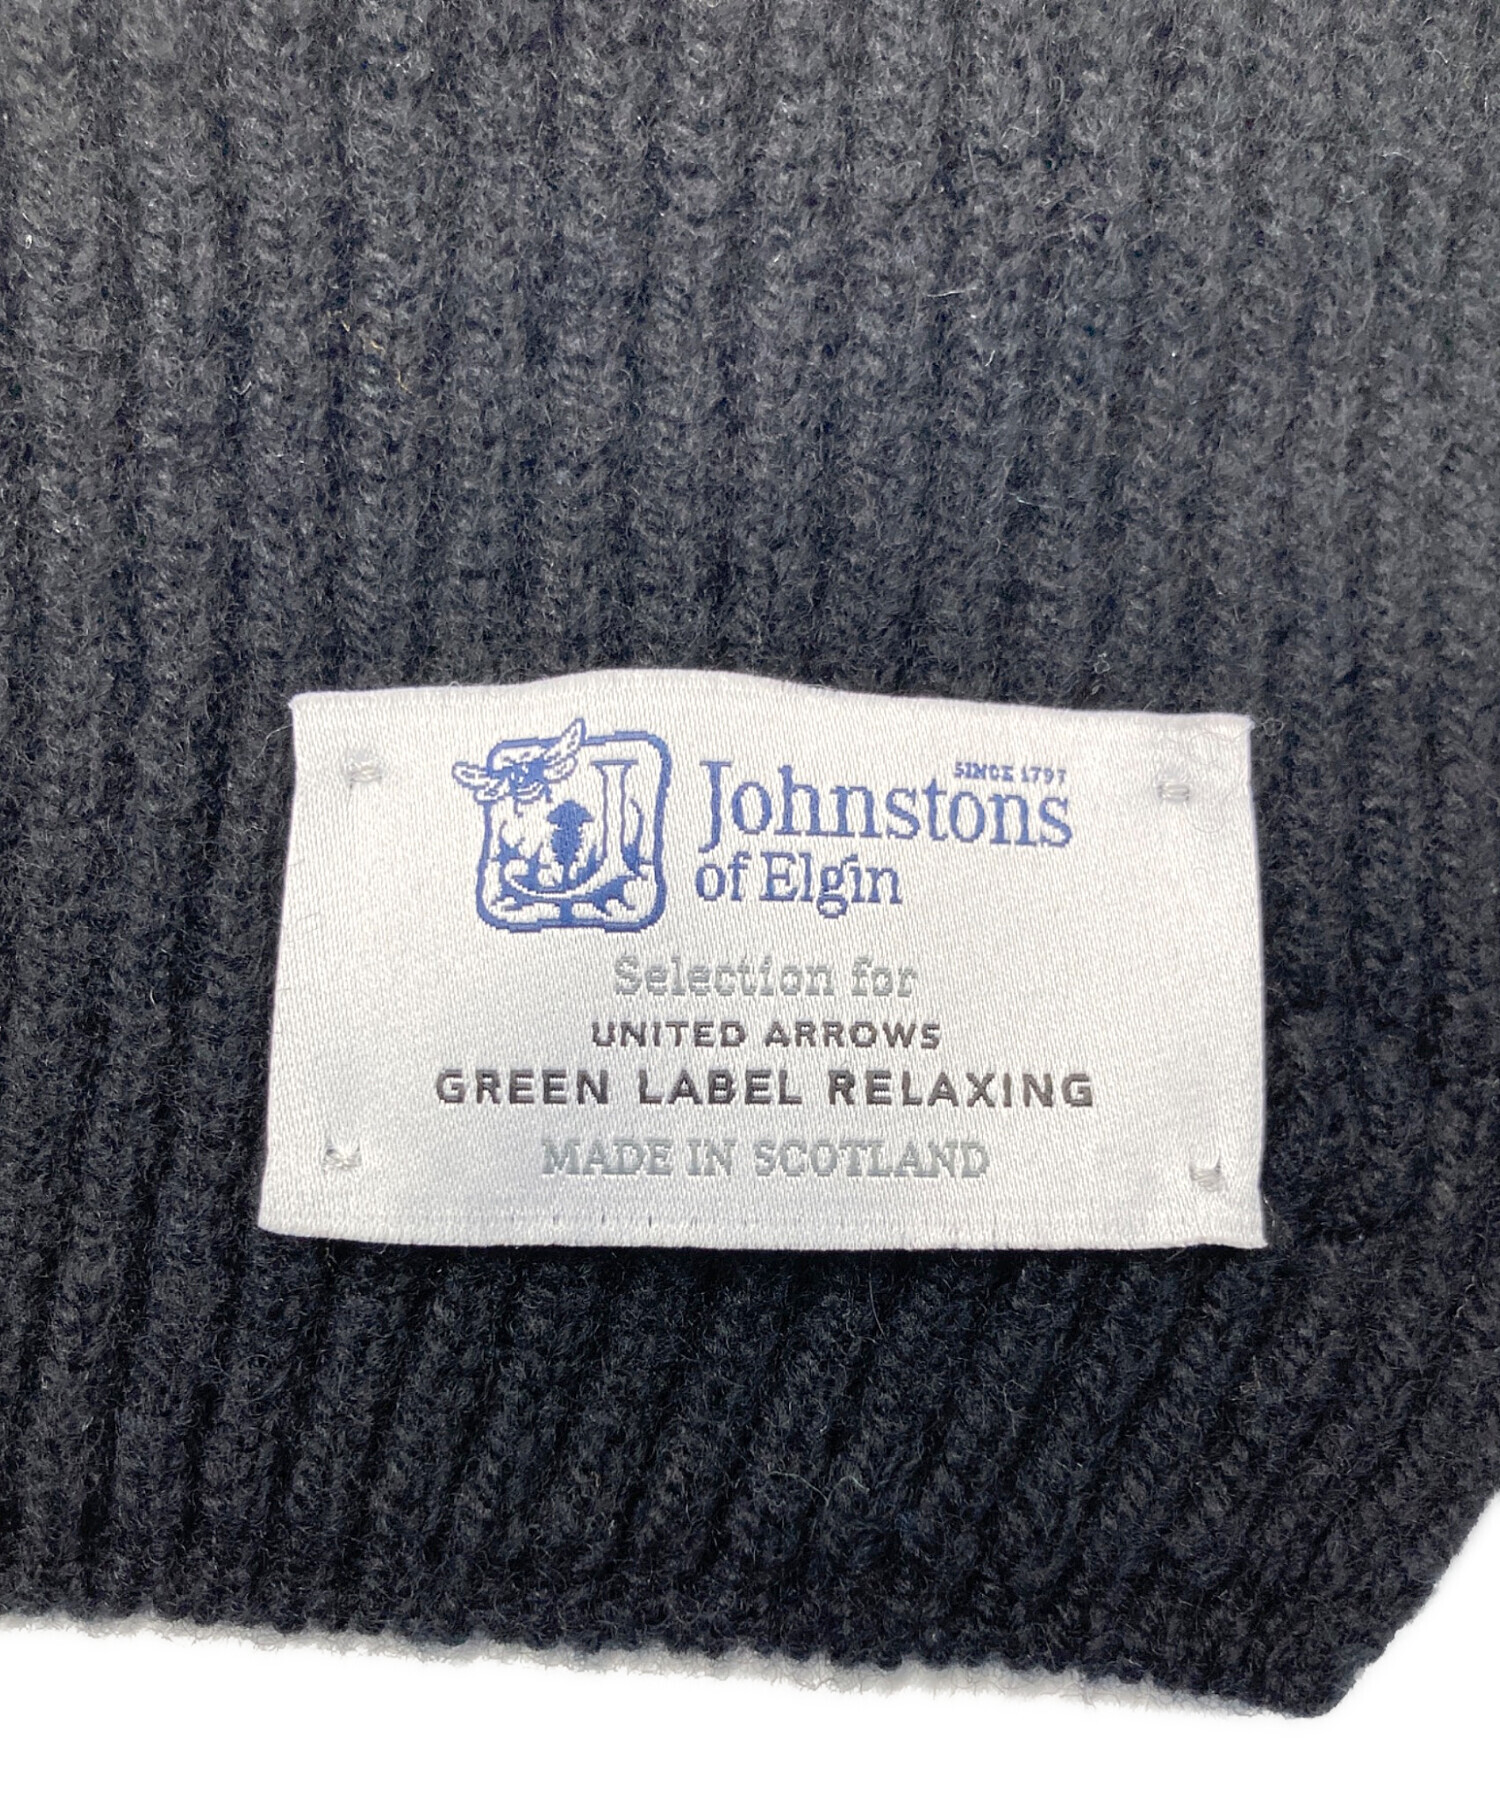 SINCE 1797
Johnstons
of Elgin
Selection for
UNITED ARROWS
GREEN LABEL RELAXING
MADE IN SCOTLAND